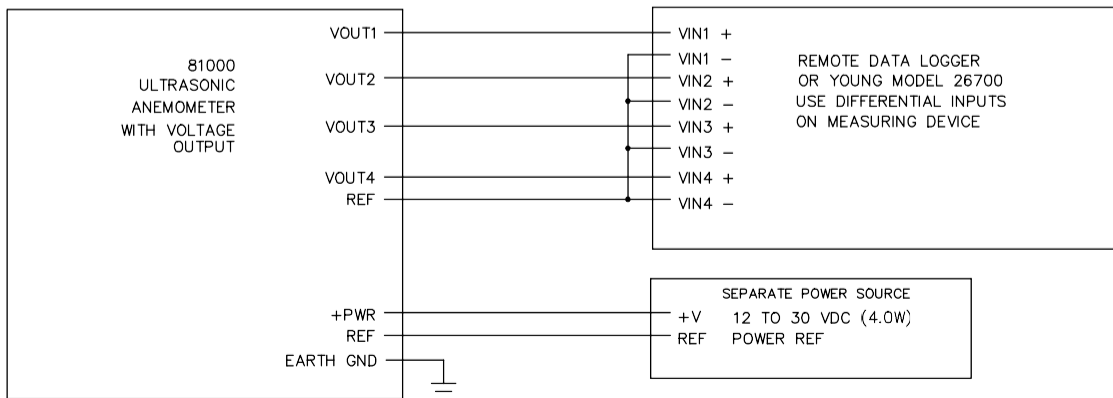 81000
ULTRASONIC
ANEMOMETER
WITH VOLTAGE
OUTPUT
VOUT1
VOUT2
VOUT3
VOUT4
REF
+PWR
REF
EARTH GND
VIN1 +
VIN1 −
VIN2 +
VIN2 −
VIN3 +
VIN3 −
VIN4 +
VIN4 −
REMOTE DATA LOGGER
OR YOUNG MODEL 26700
USE DIFFERENTIAL INPUTS
ON MEASURING DEVICE
SEPARATE POWER SOURCE
+V 12 TO 30 VDC (4.0W)
REF POWER REF